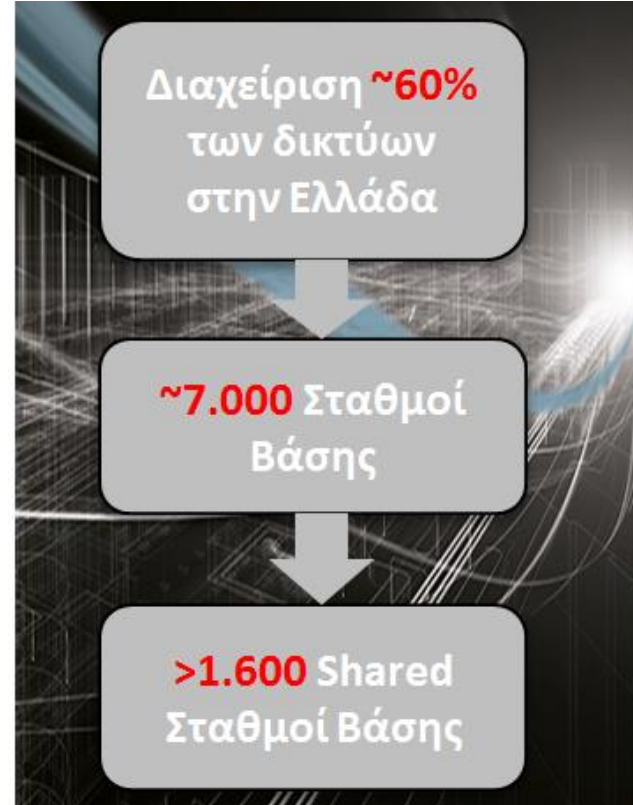 Διαχείριση ~60%
των δικτύων
στην Ελλάδα
~7.000 Σταθμοί
Βάσης
>1.600 Shared
Σταθμοί Βάσης